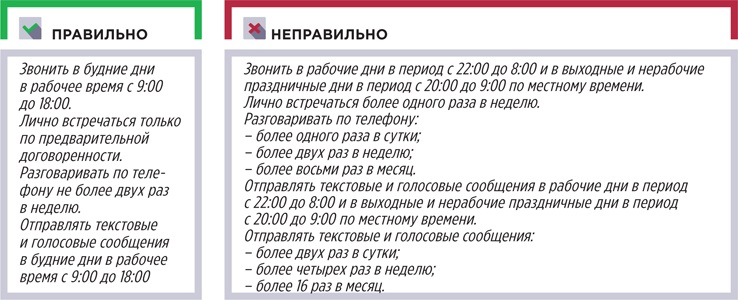 ПРАВИЛЬНО
Звонить в будние дни
в рабочее время с 9:00
до 18:00.
Лично встречаться только
по предварительной
договоренности.
Разговаривать по теле-
фону не более двух раз
в неделю.
Отправлять текстовые
и голосовые сообщения
в будние дни в рабочее
время с 9:00 до 18:00
НЕПРАВИЛЬНО
Звонить в рабочие дни в период с 22:00 до 8:00 и в выходные и нерабочие
праздничные дни в период с 20:00 до 9:00 по местному времени.
Лично встречаться более одного раза в неделю.
Разговаривать по телефону:
– более одного раза в сутки;
– более двух раз в неделю;
– более восьми раз в месяц.
Отправлять текстовые и голосовые сообщения в рабочие дни в период
с 22:00 до 8:00 и в выходные и нерабочие праздничные дни в период
с 20:00 до 9:00 по местному времени.
Отправлять текстовые и голосовые сообщения:
– более двух раз в сутки;
– более четырех раз в неделю;
– более 16 раз в месяц.